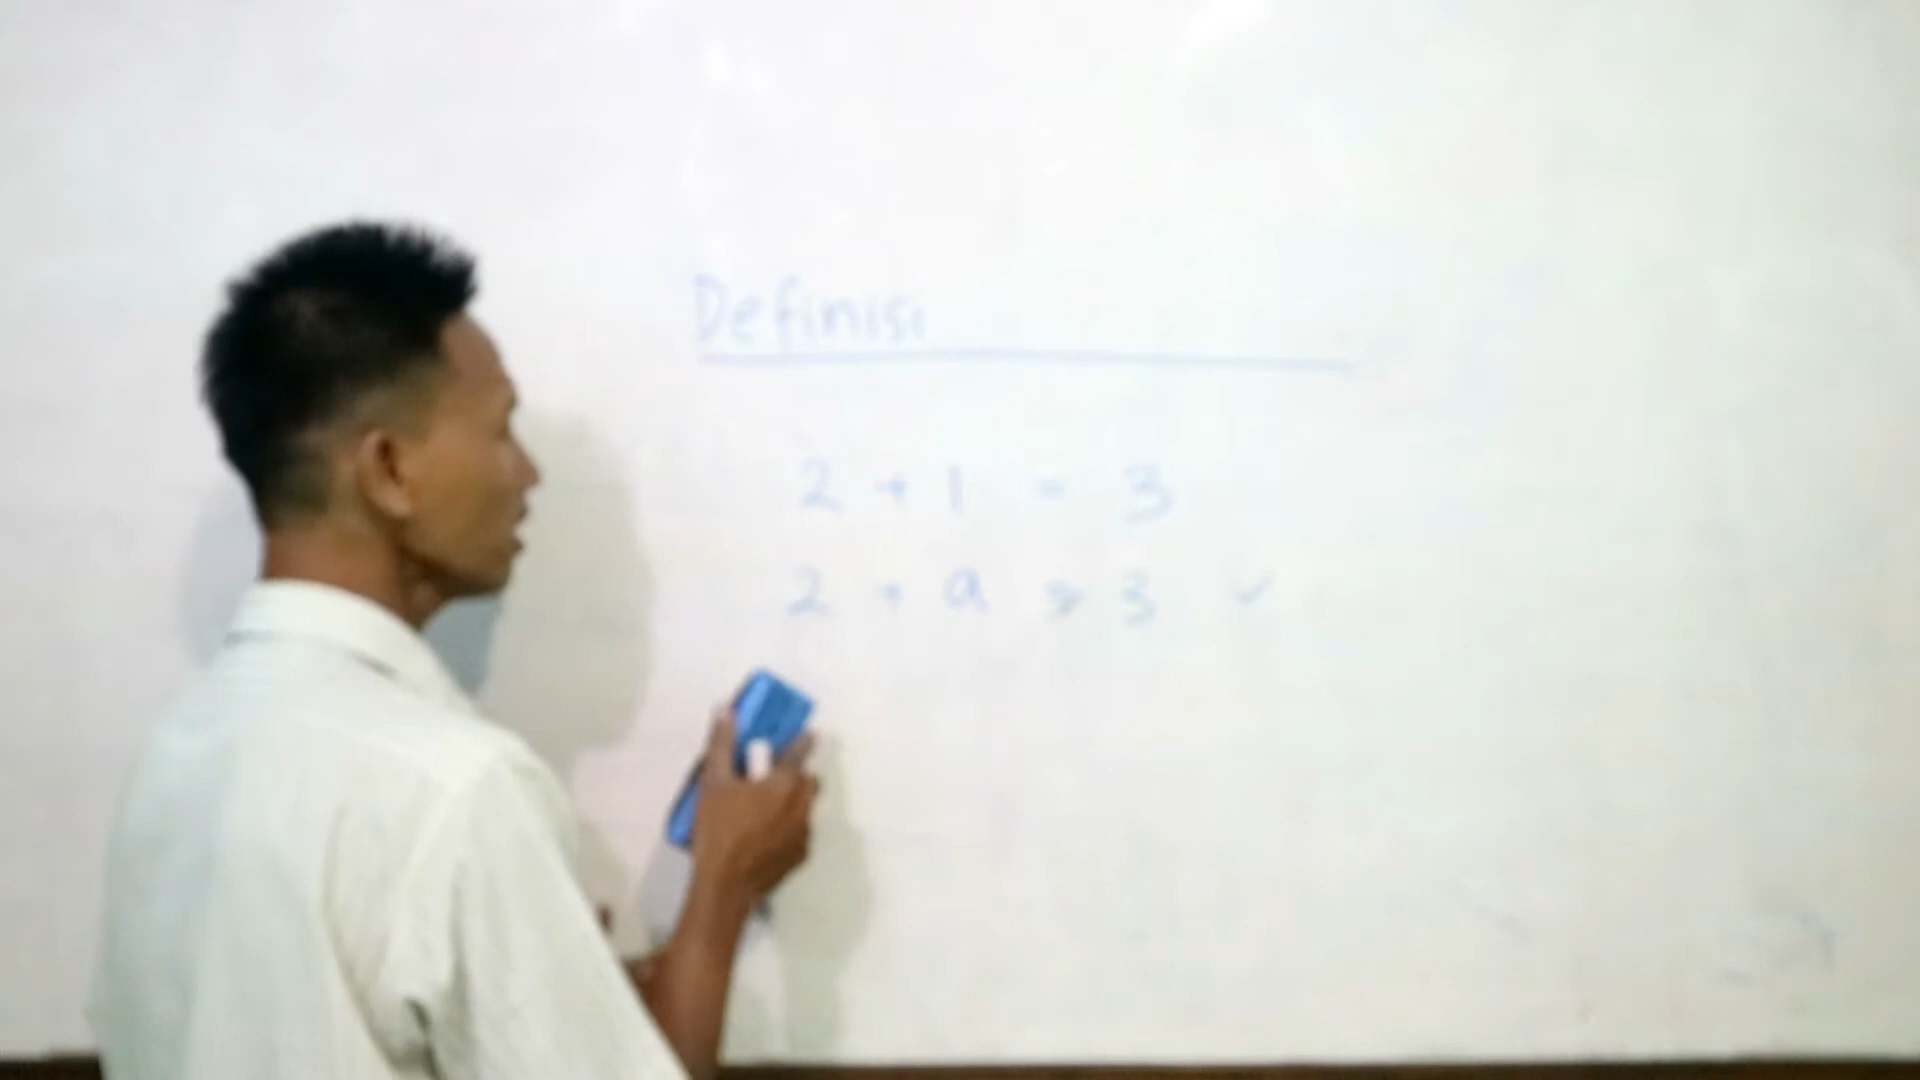 Definisi
2 + 1 = 3
2 + a = 3 ✓